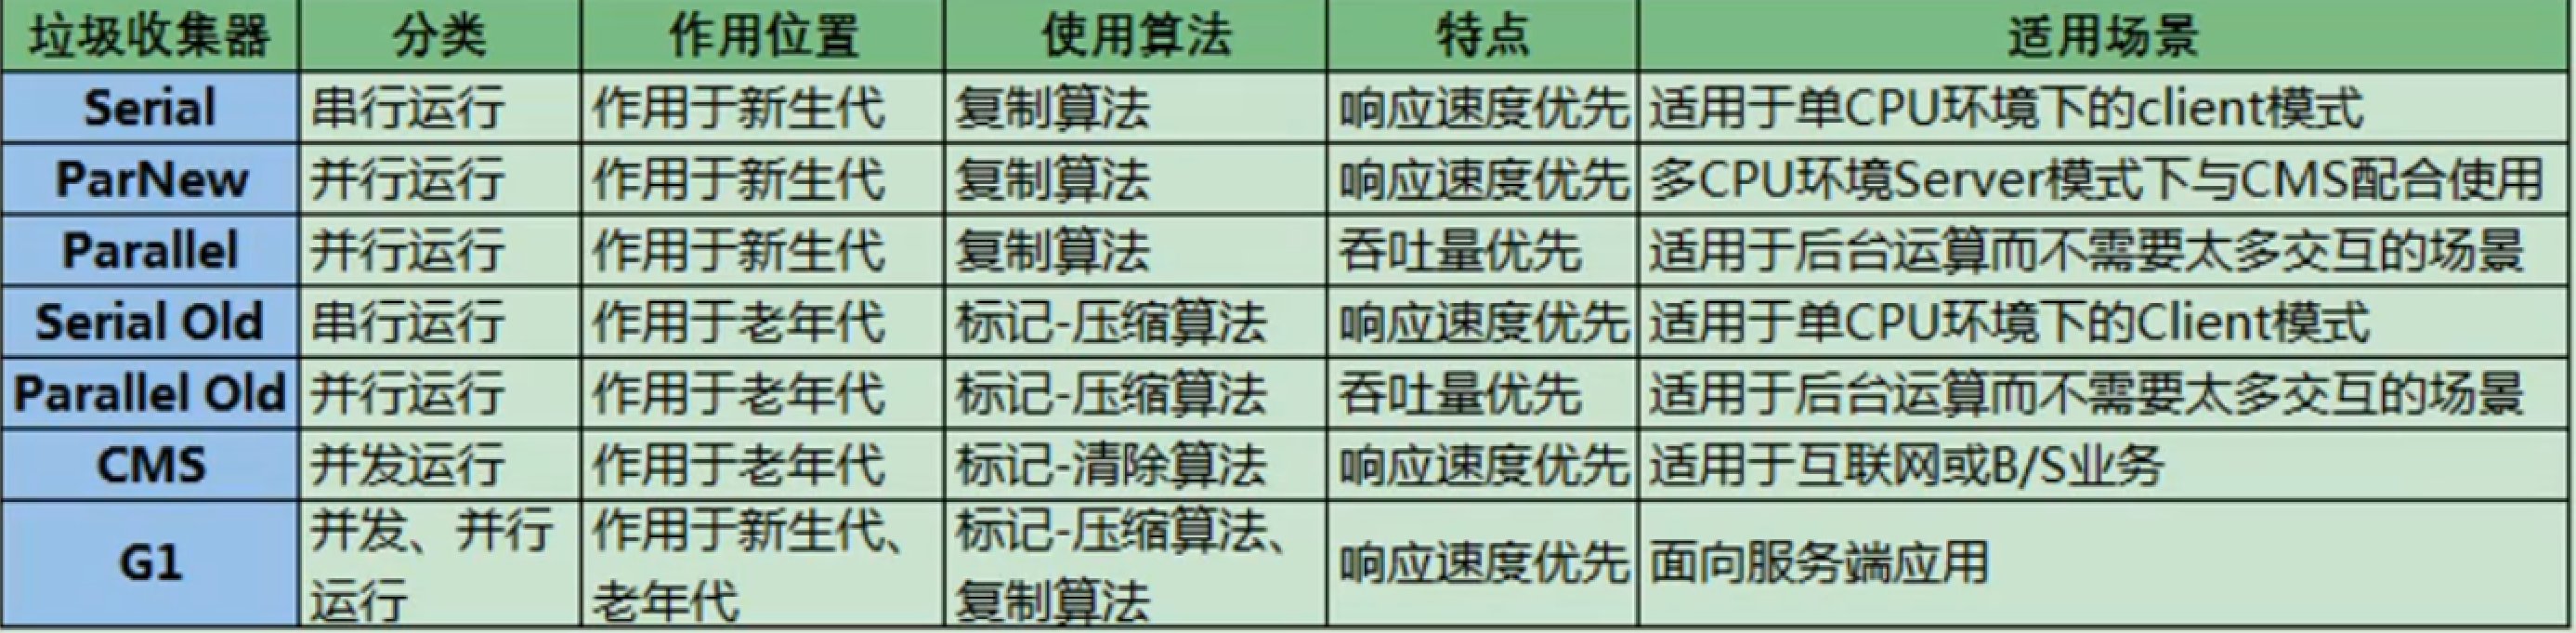 垃圾收集器 分类 作用位置 使用算法 特点 适用场景
Serial 串行运行 作用于新生代 复制算法 响应速度优先 适用于单CPU环境下的client模式
ParNew 并行运行 作用于新生代 复制算法 响应速度优先 多CPU环境Server模式下与CMS配合使用
Parallel 并行运行 作用于新生代 复制算法 吞吐量优先 适用于后台运算而不需要太多交互的场景
Serial Old 串行运行 作用于老年代 标记-压缩算法 响应速度优先 适用于单CPU环境下的Client模式
Parallel Old 并行运行 作用于老年代 标记-压缩算法 吞吐量优先 适用于后台运算而不需要太多交互的场景
CMS 并发运行 作用于老年代 标记-清除算法 响应速度优先 适用于互联网或B/S业务
G1 并发、并行运行 作用于新生代、老年代 标记-压缩算法、复制算法 响应速度优先 面向服务端应用